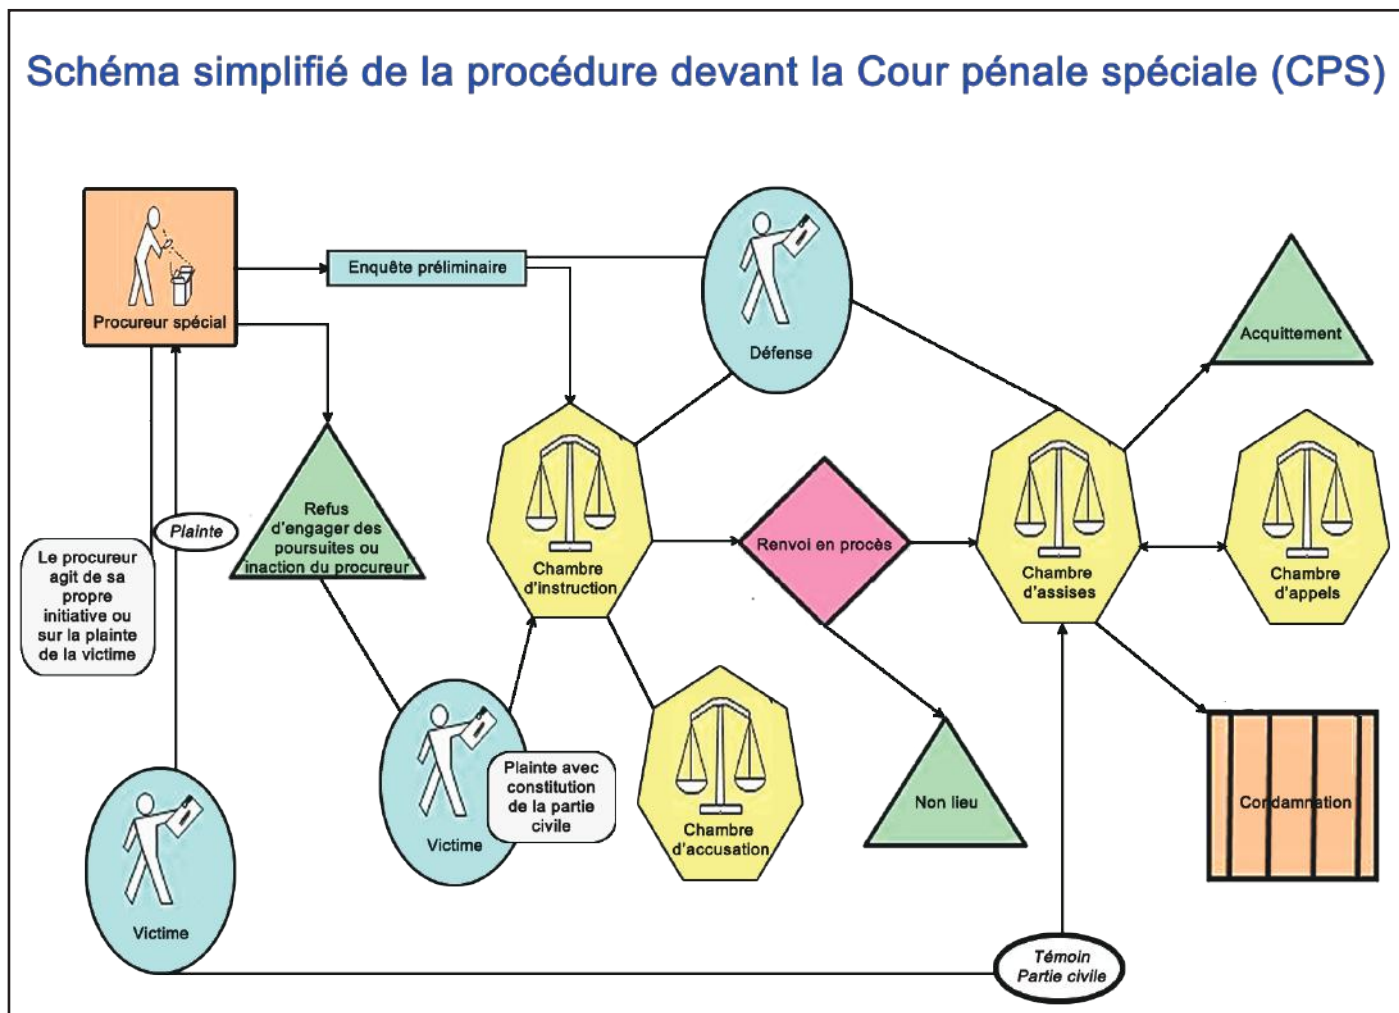 Schéma simplifié de la procédure devant la Cour pénale spéciale (CPS)
Procureur spécial
Enquête préliminaire
Défense
Acquittement
Plainte
Le procureur
agit de sa
propre
initiative ou
sur la plainte
de la victime
Refus
d'engager des
poursuites ou
inaction du procureur
Chambre
d'instruction
Renvoi en procès
Chambre
d'assises
Chambre
d'appels
Victime
Plainte avec
constitution
de la partie
civile
Chambre
d'accusation
Non lieu
Condamnation
Victime
Témoin
Partie civile